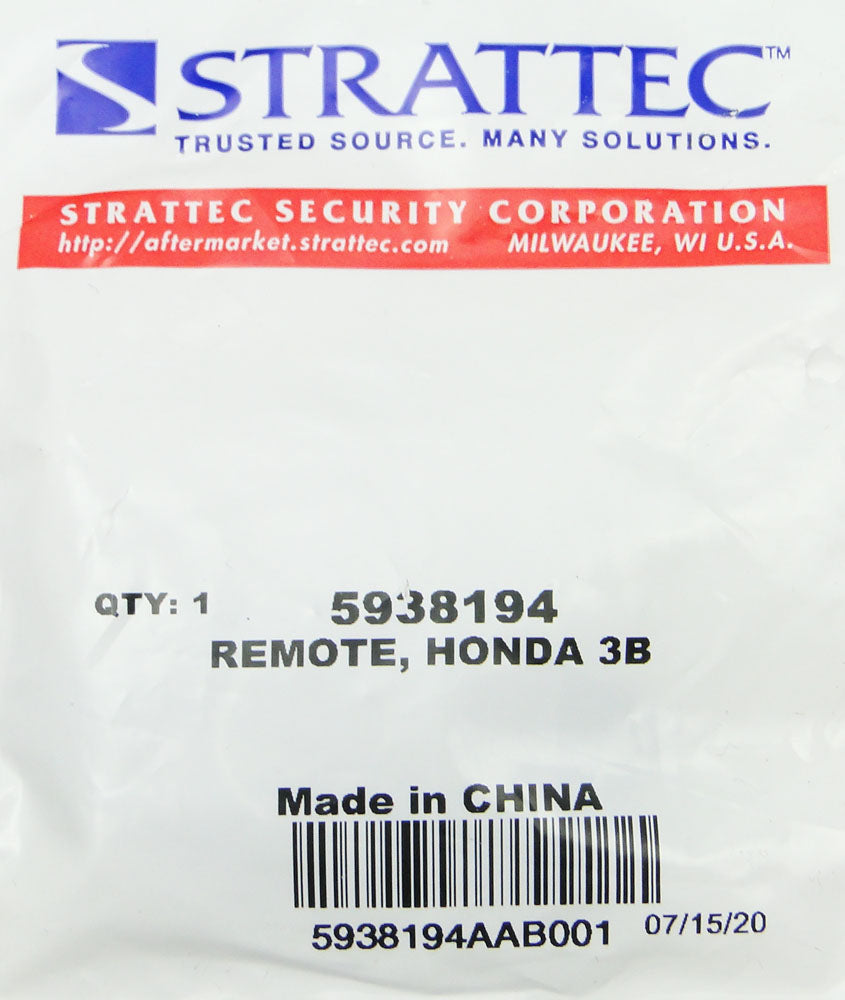 STRATTEC™
TRUSTED SOURCE. MANY SOLUTIONS.
STRATTEC SECURITY CORPORATION
http://aftermarket.strattec.com MILWAUKEE, WI U.S.A.
QTY: 1 5938194
REMOTE, HONDA 3B
Made in CHINA
5938194AAB001 07/15/20